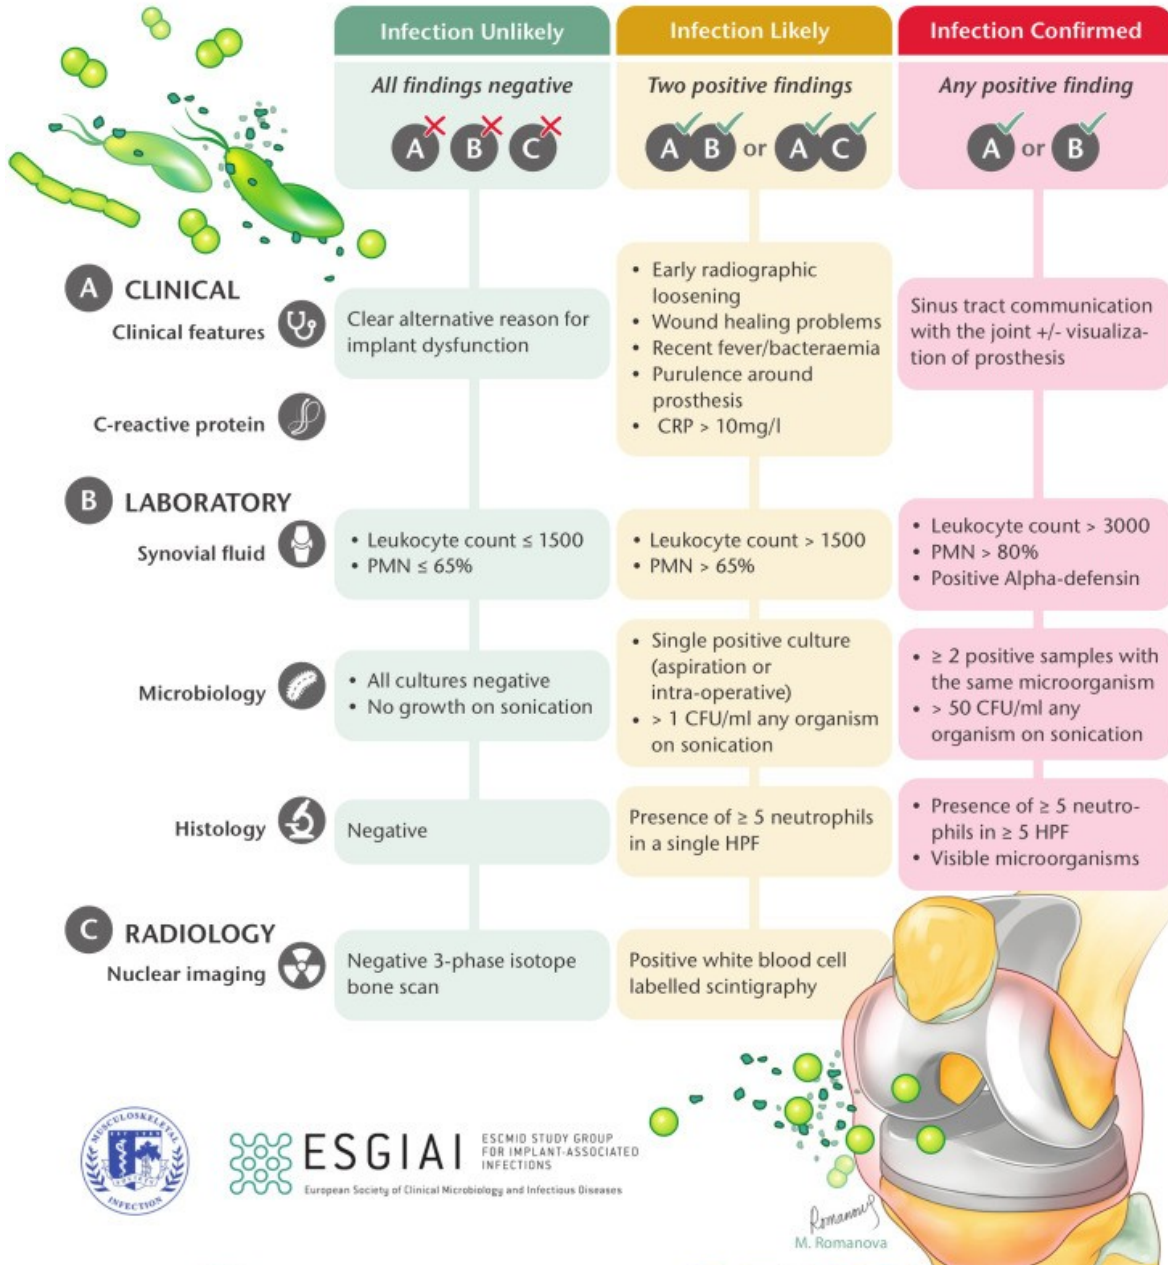 Infection Unlikely
Infection Likely
Infection Confirmed
All findings negative
Two positive findings
Any positive finding
A B C
A B or A C
A or B
A CLINICAL
Clinical features
Clear alternative reason for
implant dysfunction
• Early radiographic
loosening
• Wound healing problems
• Recent fever/bacteraemia
• Purulence around
prosthesis
• CRP > 10mg/l
Sinus tract communication
with the joint +/- visualiza-
tion of prosthesis
C-reactive protein
B LABORATORY
Synovial fluid
• Leukocyte count ≤ 1500
• PMN ≤ 65%
• Leukocyte count > 1500
• PMN > 65%
• Leukocyte count > 3000
• PMN > 80%
• Positive Alpha-defensin
Microbiology
• All cultures negative
• No growth on sonication
• Single positive culture
(aspiration or
intra-operative)
• > 1 CFU/ml any organism
on sonication
• ≥ 2 positive samples with
the same microorganism
• > 50 CFU/ml any
organism on sonication
Histology
Negative
Presence of ≥ 5 neutrophils
in a single HPF
• Presence of ≥ 5 neutro-
phils in ≥ 5 HPF
• Visible microorganisms
C RADIOLOGY
Nuclear imaging
Negative 3-phase isotope
bone scan
Positive white blood cell
labelled scintigraphy
MUSCULOSKELETAL
SOCIETY
INFECTION
ESGIAI
ESCMID STUDY GROUP
FOR IMPLANT-ASSOCIATED
INFECTIONS
European Society of Clinical Microbiology and Infectious Diseases
Romanova
M. Romanova